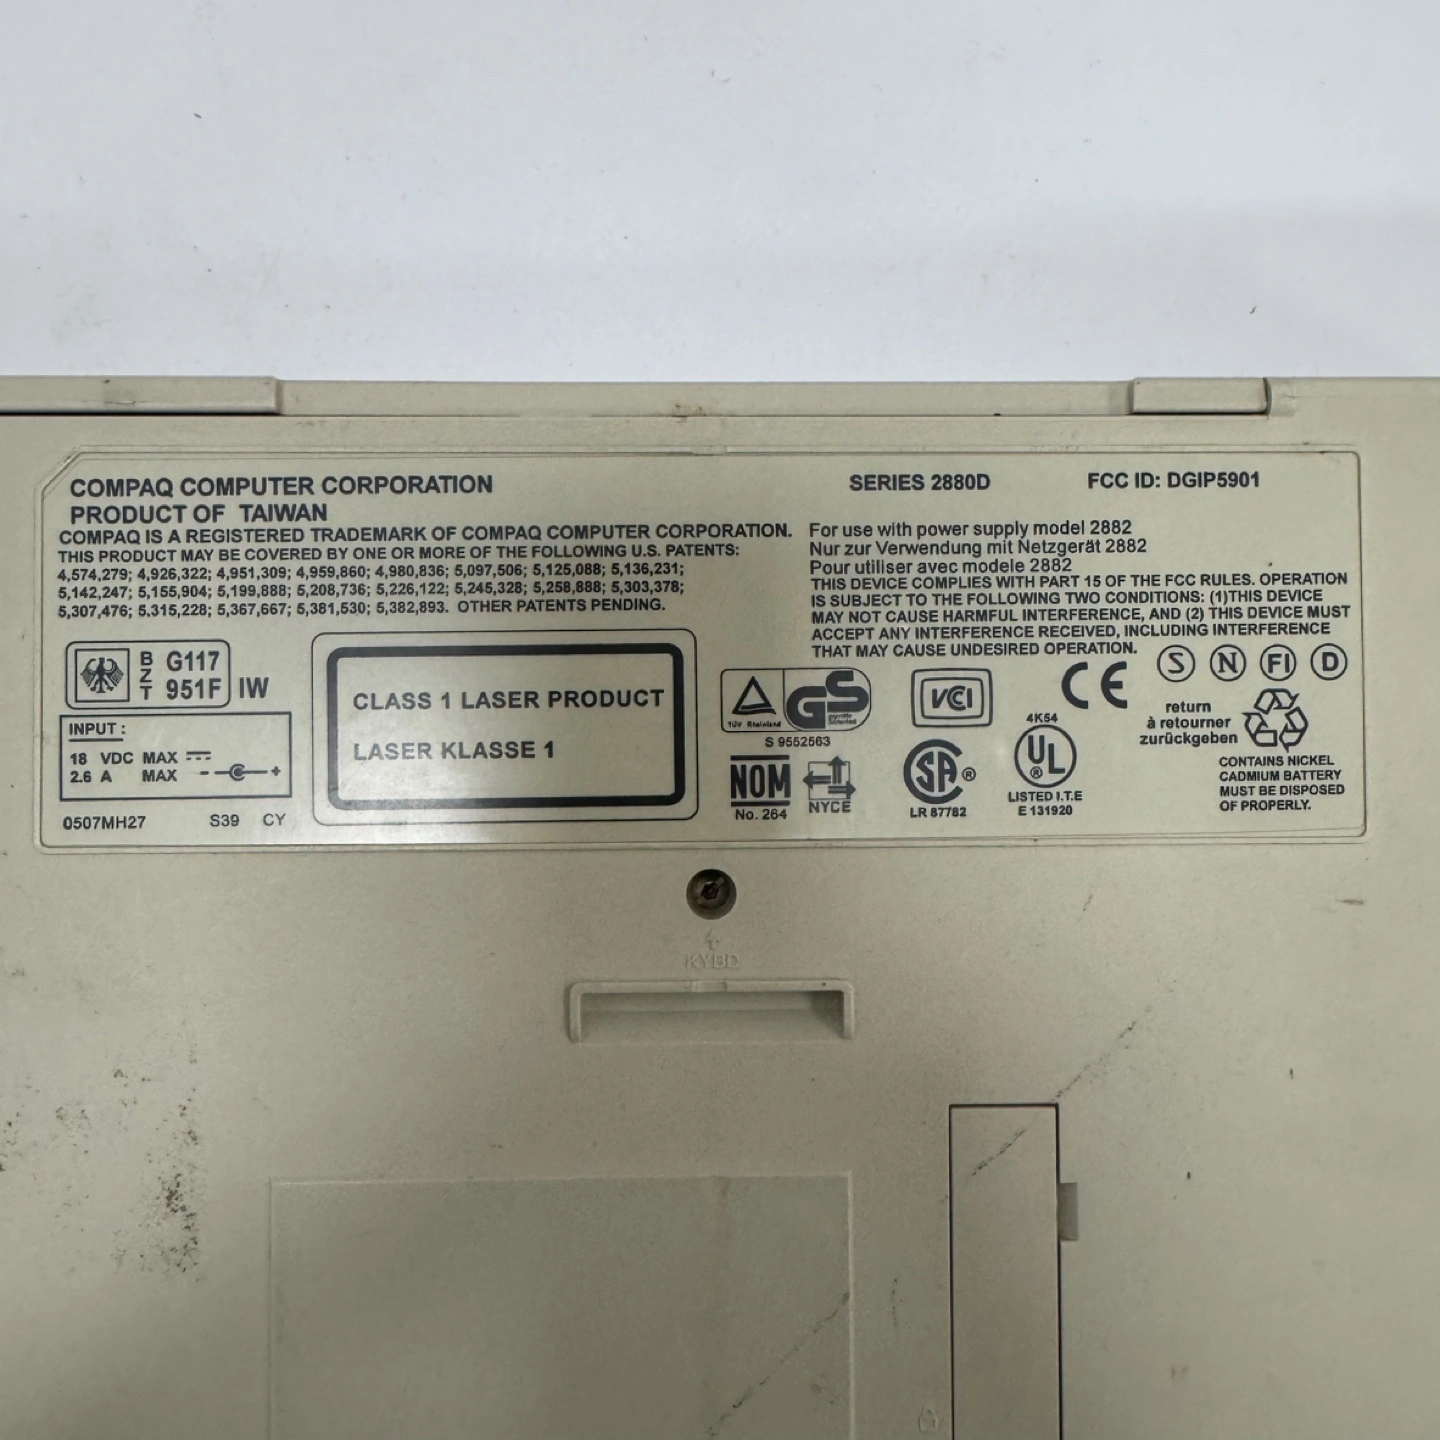 COMPAQ COMPUTER CORPORATION
PRODUCT OF TAIWAN
COMPAQ IS A REGISTERED TRADEMARK OF COMPAQ COMPUTER CORPORATION.
THIS PRODUCT MAY BE COVERED BY ONE OR MORE OF THE FOLLOWING U.S. PATENTS:
4,574,279; 4,926,322; 4,951,309; 4,959,860; 4,980,836; 5,097,506; 5,125,088; 5,136,231;
5,142,247; 5,155,904; 5,199,888; 5,208,736; 5,226,122; 5,245,328; 5,258,888; 5,303,378;
5,307,476; 5,315,228; 5,367,667; 5,381,530; 5,382,893. OTHER PATENTS PENDING.
SERIES 2880D
FCC ID: DGIP5901
For use with power supply model 2882
Nur zur Verwendung mit Netzgerät 2882
Pour utiliser avec modele 2882
THIS DEVICE COMPLIES WITH PART 15 OF THE FCC RULES. OPERATION
IS SUBJECT TO THE FOLLOWING TWO CONDITIONS: (1)THIS DEVICE
MAY NOT CAUSE HARMFUL INTERFERENCE, AND (2) THIS DEVICE MUST
ACCEPT ANY INTERFERENCE RECEIVED, INCLUDING INTERFERENCE
THAT MAY CAUSE UNDESIRED OPERATION.
BZT
G117
951F
IW
INPUT :
18 VDC MAX
2.6 A MAX - +
0507MH27 S39 CY
CLASS 1 LASER PRODUCT
LASER KLASSE 1
TÜV Rheinland
GS
geprüfte
Sicherheit
S 9552563
NOM
No. 264
NYCE
VCI
CE
S N FI D
SA ®
LR 87782
4K54
UL
®
LISTED I.T.E
E 131920
return
à retourner
zurückgeben
CONTAINS NICKEL
CADMIUM BATTERY
MUST BE DISPOSED
OF PROPERLY.
KYBD